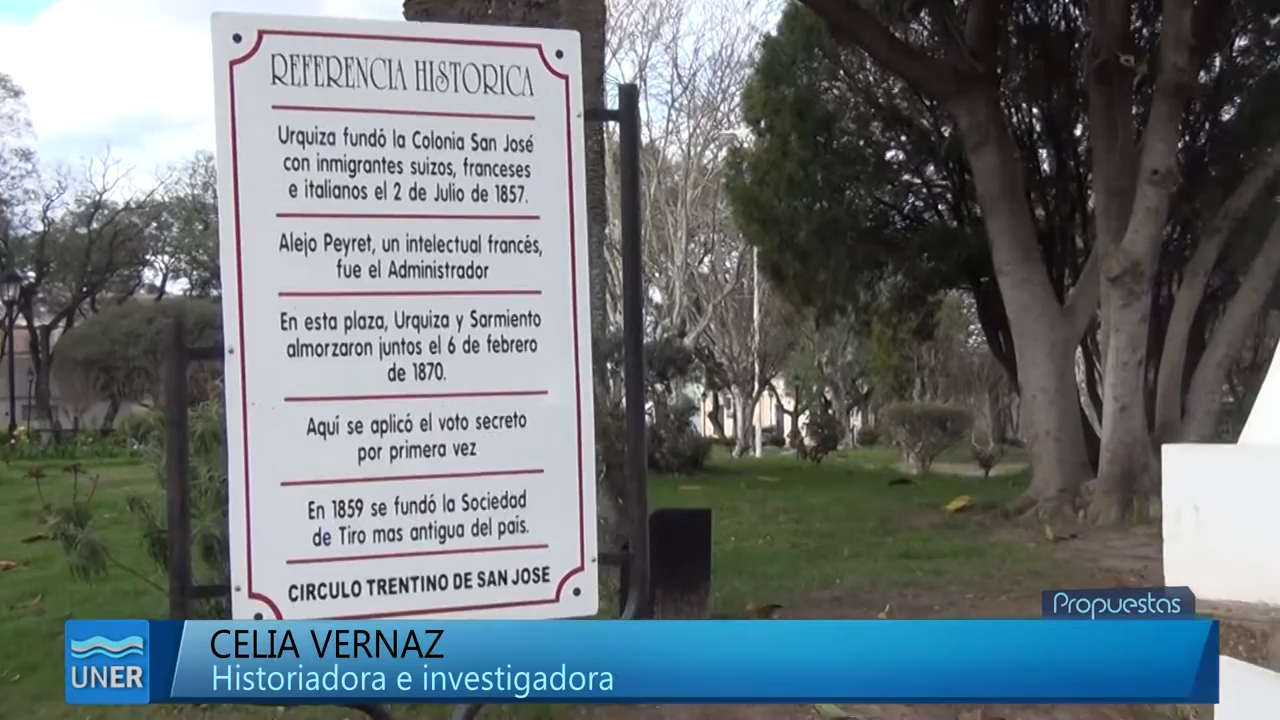 REFERENCIA HISTORICA
Urquiza fundó la Colonia San José
con inmigrantes suizos, franceses
e italianos el 2 de Julio de 1857.
Alejo Peyret, un intelectual francés,
fue el Administrador
En esta plaza, Urquiza y Sarmiento
almorzaron juntos el 6 de febrero
de 1870.
Aquí se aplicó el voto secreto
por primera vez
En 1859 se fundó la Sociedad
de Tiro mas antigua del país.
CIRCULO TRENTINO DE SAN JOSE
Propuestas
UNER
CELIA VERNAZ
Historiadora e investigadora